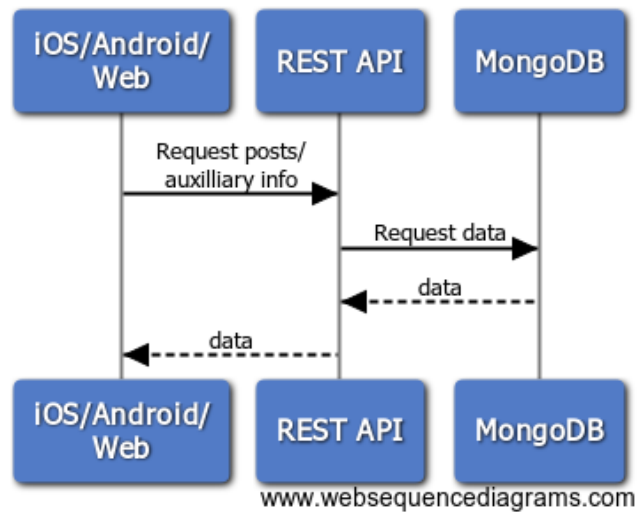 iOS/Android/
Web
REST API
MongoDB
Request posts/
auxilliary info
Request data
data
data
iOS/Android/
Web
REST API
MongoDB
www.websequencediagrams.com